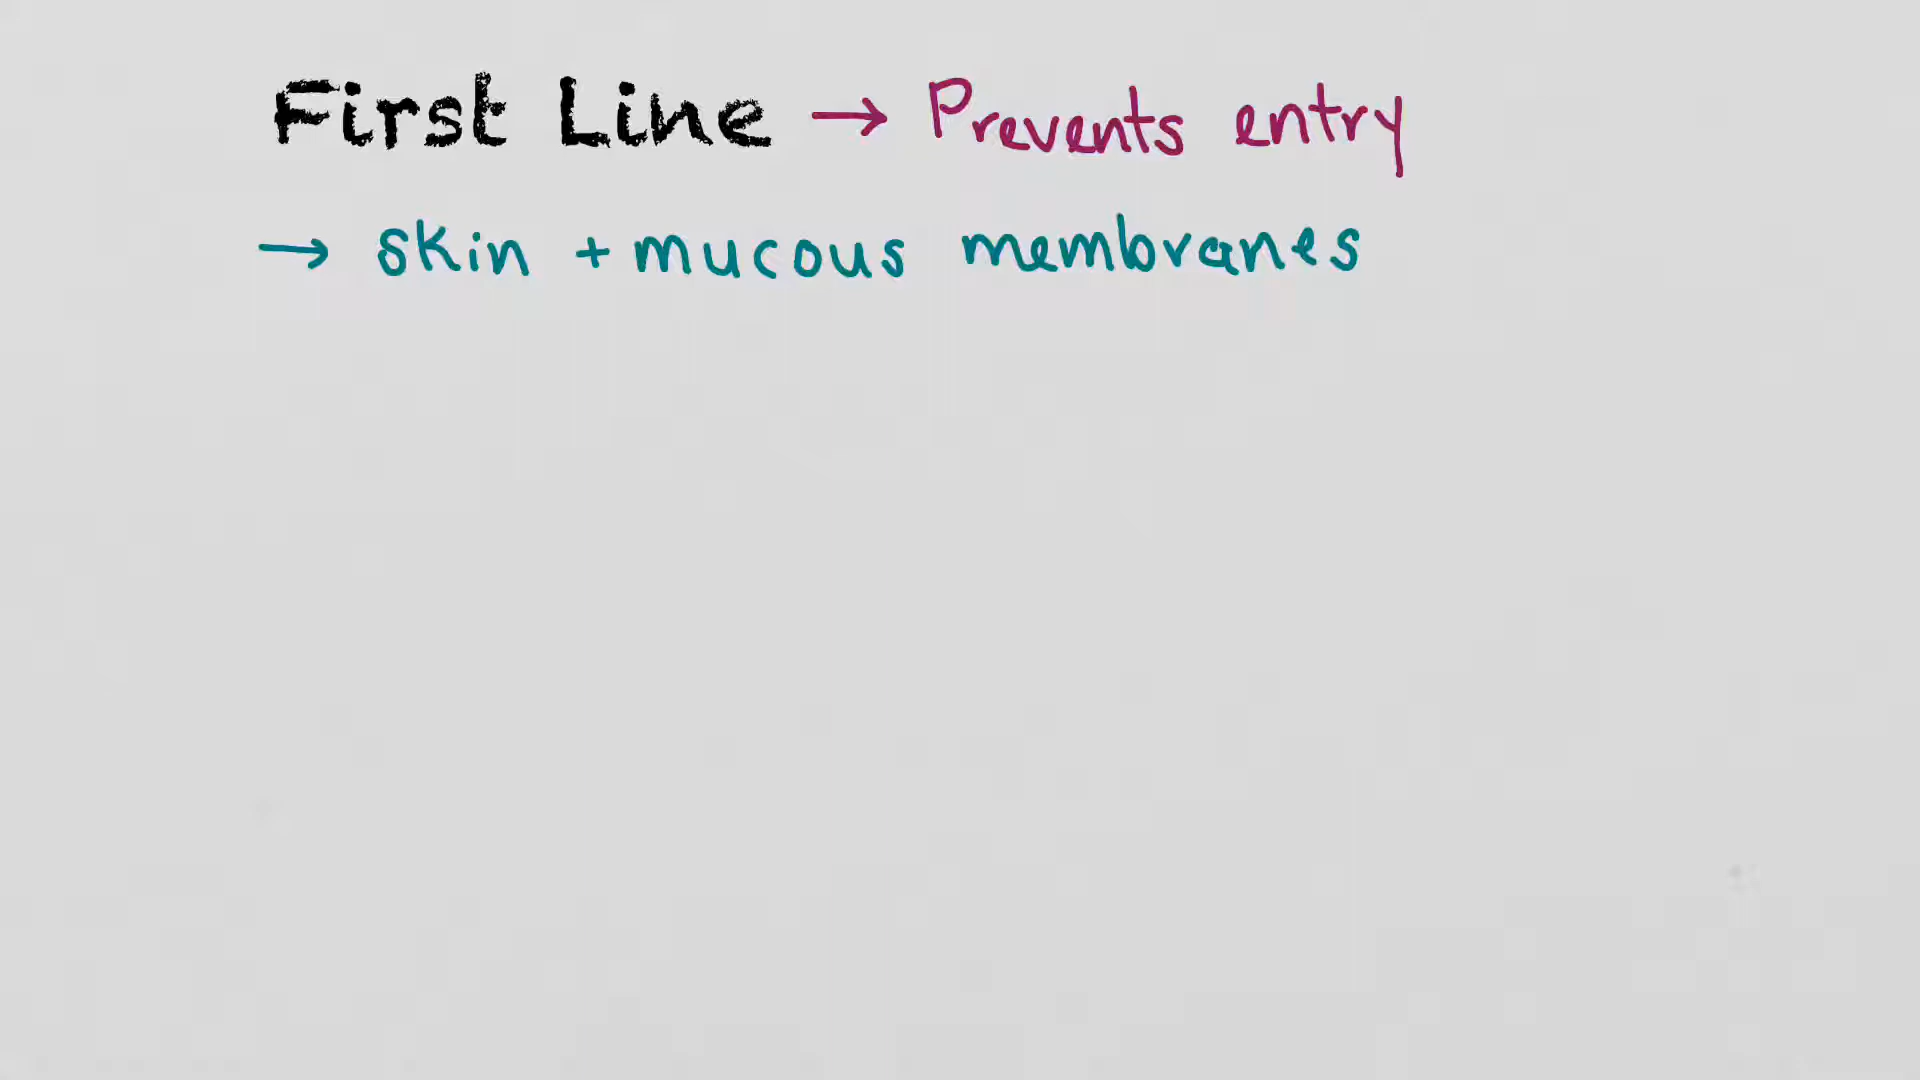 First Line → Prevents entry
→ skin + mucous membranes